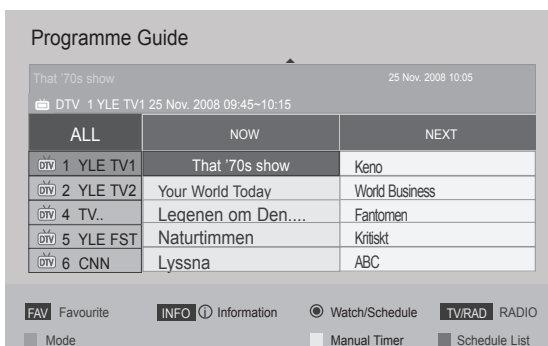 Programme Guide
That '70s show 25 Nov. 2008 10:05
DTV 1 YLE TV1 25 Nov. 2008 09:45~10:15
ALL NOW NEXT
DTV 1 YLE TV1 That '70s show Keno
DTV 2 YLE TV2 Your World Today World Business
DTV 4 TV.. Legenen om Den.... Fantomen
DTV 5 YLE FST Naturtimmen Kritiskt
DTV 6 CNN Lyssna ABC
FAV Favourite INFO i Information Watch/Schedule TV/RAD RADIO
Mode Manual Timer Schedule List